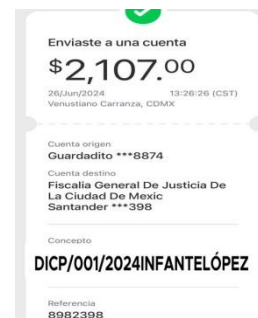 Enviaste a una cuenta
$2,107.00
26/Jun/2024 13:26:26 (CST)
Venustiano Carranza, CDMX
Cuenta origen
Guardadito ***8874
Cuenta destino
Fiscalia General De Justicia De
La Ciudad De Mexic
Santander ***398
Concepto
DICP/001/2024INFANTELÓPEZ
Referencia
8982398